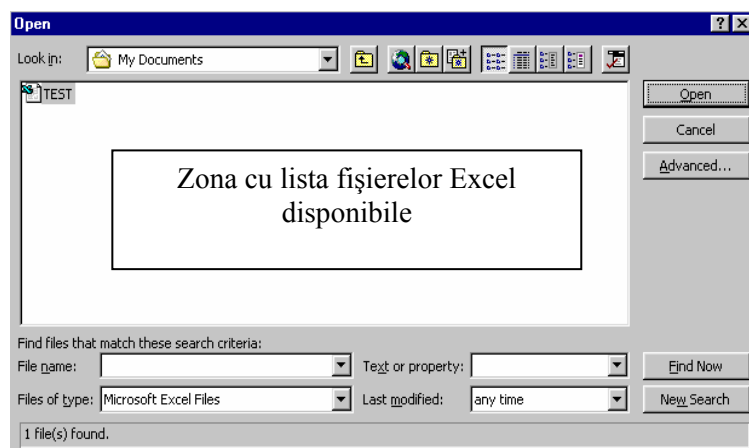 Open
Look in: My Documents
TEST
Open
Cancel
Advanced...
Zona cu lista fişierelor Excel
disponibile
Find files that match these search criteria:
File name: Text or property: Find Now
Files of type: Microsoft Excel Files Last modified: any time New Search
1 file(s) found.